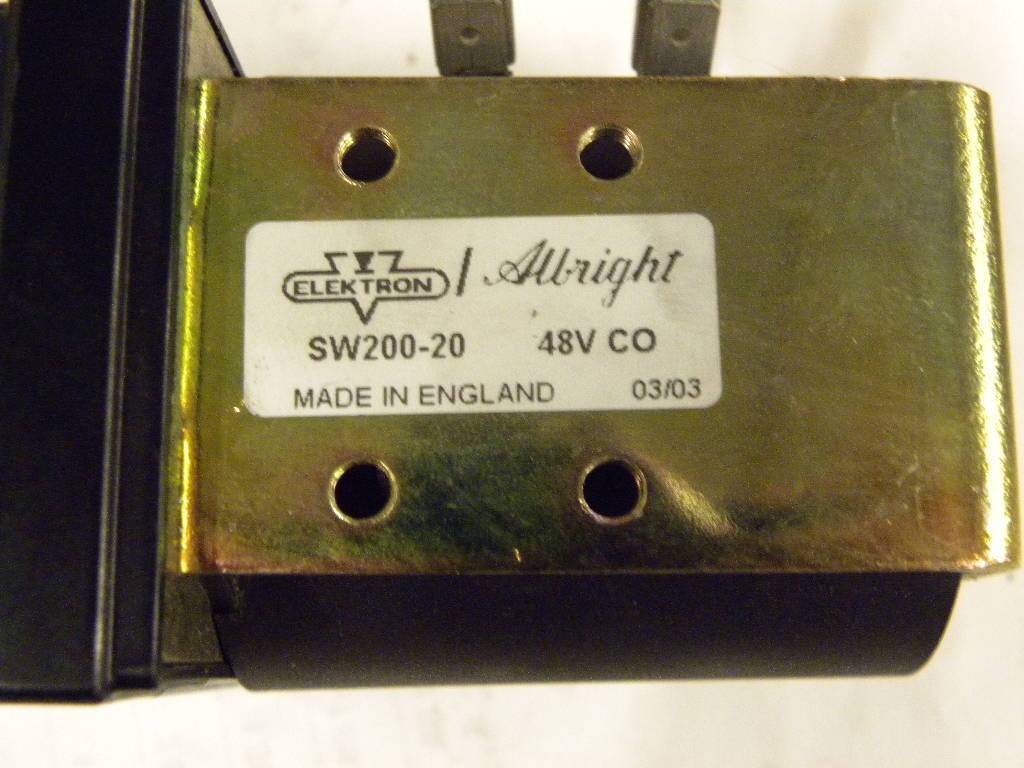 ELEKTRON / Albright
SW200-20 48V CO
MADE IN ENGLAND 03/03